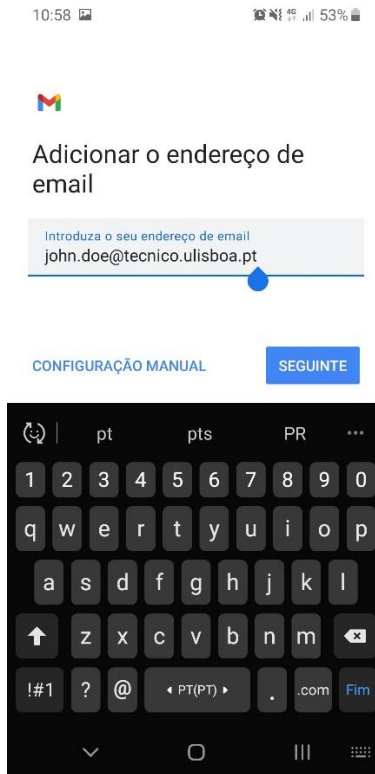 10:58 4G 53%
Adicionar o endereço de
email
Introduza o seu endereço de email
john.doe@tecnico.ulisboa.pt
CONFIGURAÇÃO MANUAL SEGUINTE
pt pts PR ...
1 2 3 4 5 6 7 8 9 0
q w e r t y u i o p
a s d f g h j k l
z x c v b n m
!#1 ? @ PT(PT) . .com Fim